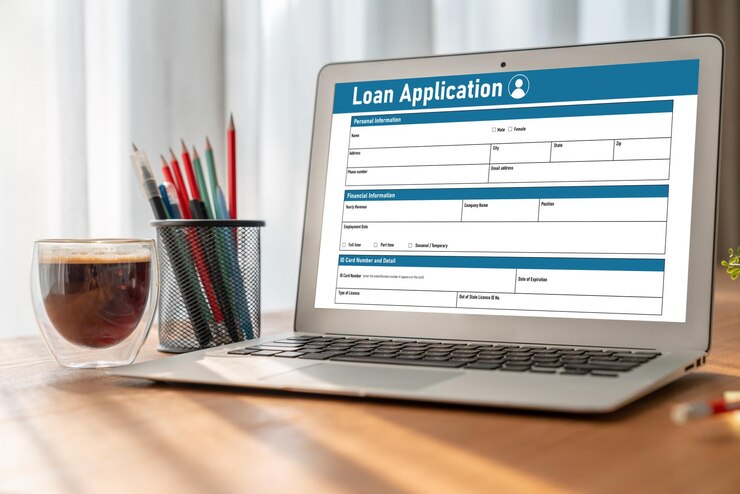 Loan Application
Personal Information
Name
Male Female
Address City State Zip
Phone number Email address
Financial Information
Yearly Revenue Company Name Position
Employment Date
Full time Part time Seasonal / Temporary
ID Card Number and Detail
ID Card Number Date of Expiration
Type of Licence Out of State Licence ID No.